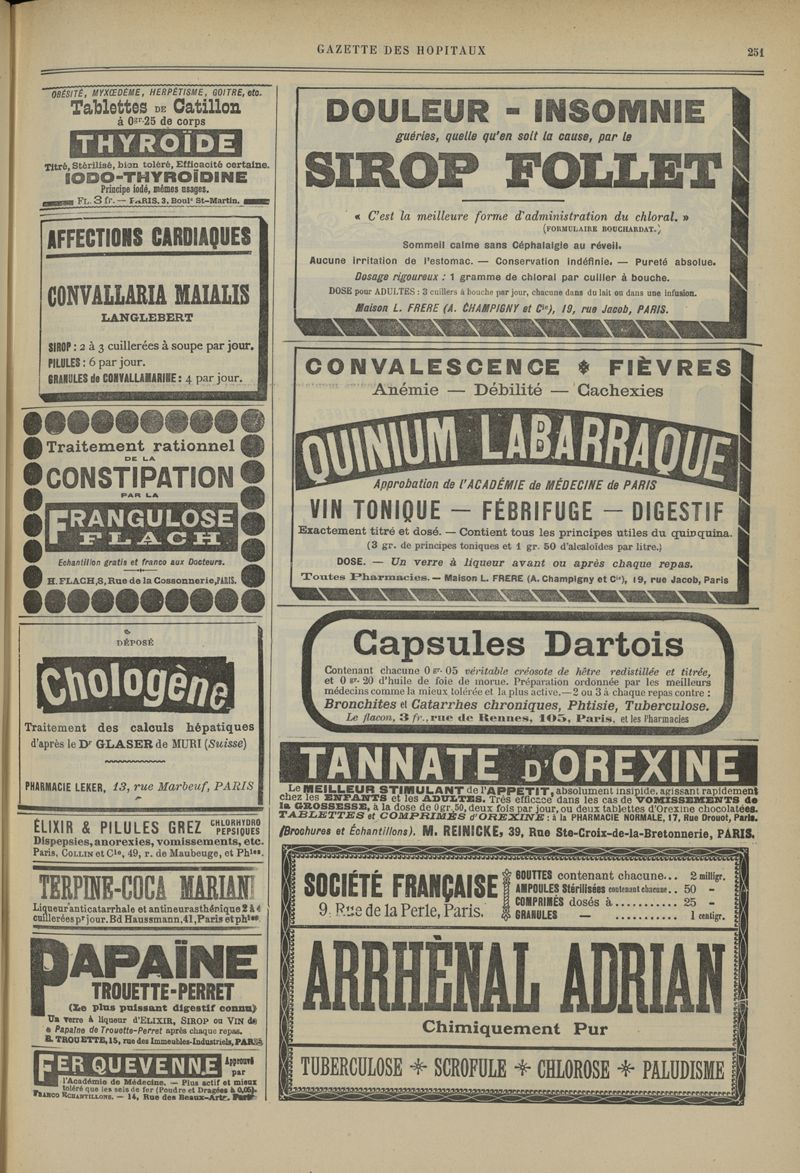 GAZETTE DES HOPITAUX
251
OBÉSITÉ, MYXŒDÈME, HERPÉTISME, GOITRE, etc.
Tablettes DE Catillon
à 0gr.25 de corps
THYROÏDE
Titré, Stérilisé, bien toléré, Efficacité certaine.
IODO-THYROÏDINE
Principe iodé, mêmes usages.
FL. 3 fr. — PARIS, 3, Boulᵗ St-Martin.
AFFECTIONS CARDIAQUES
CONVALLARIA MAIALIS
LANGLEBERT
SIROP : 2 à 3 cuillerées à soupe par jour.
PILULES : 6 par jour.
GRANULES de CONVALLAMARINE : 4 par jour.
Traitement rationnel
DE LA
CONSTIPATION
PAR LA
FRANGULOSE
FLACH
Echantillon gratis et franco aux Docteurs.
H. FLACH, 8, Rue de la Cossonnerie, PARIS.
DÉPOSÉ
Chologène
Traitement des calculs hépatiques
d'après le Dʳ GLASER de MURI (Suisse)
PHARMACIE LEKER, 13, rue Marbeuf, PARIS
ÉLIXIR & PILULES GREZ CHLORHYDRO PEPSIQUES
Dispepsies, anorexies, vomissements, etc.
Paris, COLLIN et Cⁱᵉ, 49, r. de Maubeuge, et Phⁱᵉˢ.
TERPINE-COCA MARIANI
Liqueur anticatarrhale et antineurasthénique 2 à 4
cuillerées pʳ jour. Bd Haussmann, 41, Paris et phⁱᵉˢ
PAPAÏNE
TROUETTE-PERRET
(Le plus puissant digestif connu)
Un verre à liqueur d'ELIXIR, SIROP ou VIN de
Papaïne de Trouette-Perret après chaque repas.
E. TROUETTE, 15, rue des Immeubles-Industriels, PARIS
FER QUEVENNE Approuvé par
l'Académie de Médecine. — Plus actif et mieux
toléré que les sels de fer (Poudre et Dragées à 0,05).
FRANCO ECHANTILLONS. — 14, Rue des Beaux-Arts, Paris
DOULEUR - INSOMNIE
guéries, quelle qu'en soit la cause, par le
SIROP FOLLET
« C'est la meilleure forme d'administration du chloral. »
(FORMULAIRE BOUCHARDAT.)
Sommeil calme sans Céphalalgie au réveil.
Aucune irritation de l'estomac. — Conservation indéfinie. — Pureté absolue.
Dosage rigoureux : 1 gramme de chloral par cuiller à bouche.
DOSE pour ADULTES : 3 cuillers à bouche par jour, chacune dans du lait ou dans une infusion.
Maison L. FRERE (A. CHAMPIGNY et Cⁱᵉ), 19, rue Jacob, PARIS.
CONVALESCENCE * FIÈVRES
Anémie — Débilité — Cachexies
QUINIUM LABARRAQUE
Approbation de l'ACADÉMIE de MÉDECINE de PARIS
VIN TONIQUE — FÉBRIFUGE — DIGESTIF
Exactement titré et dosé. — Contient tous les principes utiles du quinquina.
(3 gr. de principes toniques et 1 gr. 50 d'alcaloïdes par litre.)
DOSE. — Un verre à liqueur avant ou après chaque repas.
Toutes Pharmacies. — Maison L. FRERE (A. Champigny et Cⁱᵉ), 19, rue Jacob, Paris
Capsules Dartois
Contenant chacune 0 gr. 05 véritable créosote de hêtre redistillée et titrée,
et 0 gr. 20 d'huile de foie de morue. Préparation ordonnée par les meilleurs
médecins comme la mieux tolérée et la plus active. — 2 ou 3 à chaque repas contre :
Bronchites et Catarrhes chroniques, Phtisie, Tuberculose.
Le flacon, 3 fr., rue de Rennes, 105, Paris, et les Pharmacies
TANNATE D'OREXINE
Le MEILLEUR STIMULANT de l'APPETIT, absolument insipide, agissant rapidement
chez les ENFANTS et les ADULTES. Très efficace dans les cas de VOMISSEMENTS de
la GROSSESSE, à la dose de 0gr.50, deux fois par jour, ou deux tablettes d'Orexine chocolatées.
TABLETTES et COMPRIMÉS d'OREXINE : à la PHARMACIE NORMALE, 17, Rue Drouot, Paris.
(Brochures et Échantillons). M. REINICKE, 39, Rue Ste-Croix-de-la-Bretonnerie, PARIS.
SOCIÉTÉ FRANÇAISE
9, Rue de la Perle, Paris.
GOUTTES contenant chacune... 2 milligr.
AMPOULES Stérilisées contenant chacune.. 50 -
COMPRIMÉS dosés à........... 25 -
GRANULES — ........... 1 centigr.
ARRHÈNAL ADRIAN
Chimiquement Pur
TUBERCULOSE * SCROFULE * CHLOROSE * PALUDISME